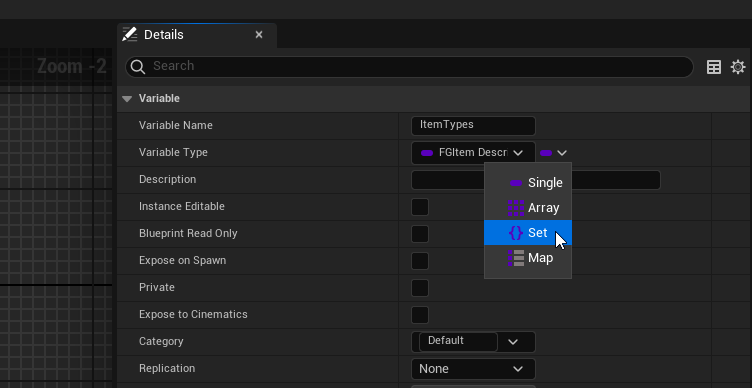 Details
Zoom -2
Search
Variable
Variable Name
ItemTypes
Variable Type
FGItem Descri
Description
Single
Instance Editable
Array
Blueprint Read Only
Set
Expose on Spawn
Map
Private
Expose to Cinematics
Category
Default
Replication
None